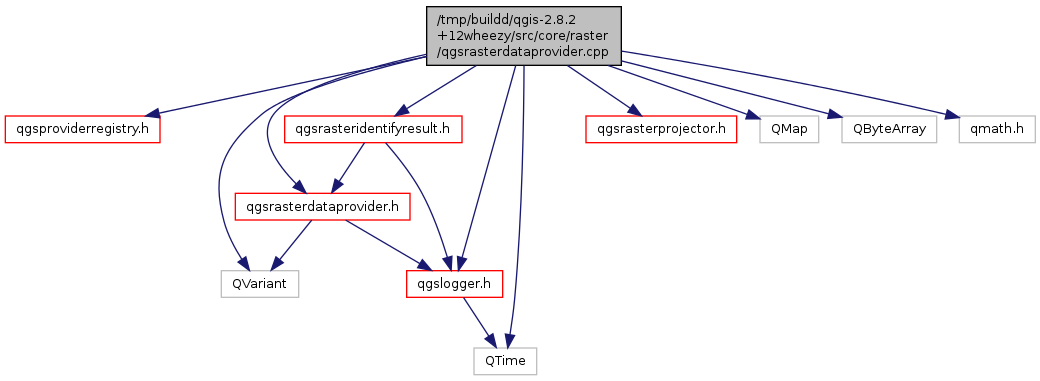 /tmp/buildd/qgis-2.8.2
+12wheezy/src/core/raster
/qgsrasterdataprovider.cpp
qgsproviderregistry.h
qgsrasteridentifyresult.h
qgsrasterprojector.h
QMap
QByteArray
qmath.h
qgsrasterdataprovider.h
QVariant
qgslogger.h
QTime